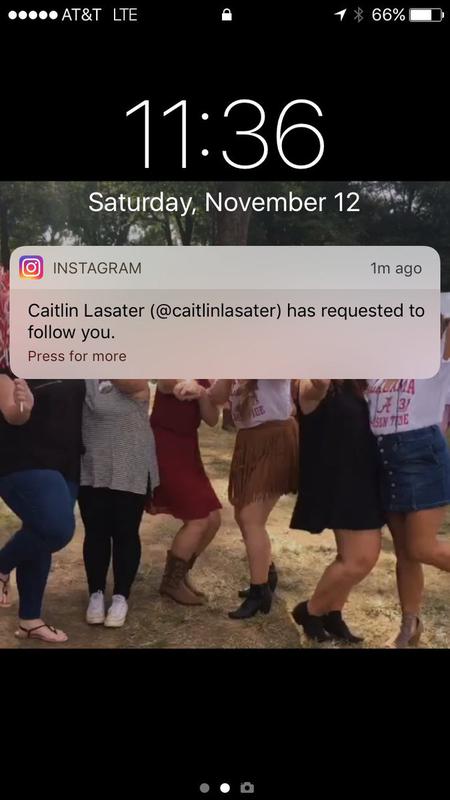 AT&T LTE 66%
11:36
Saturday, November 12
INSTAGRAM 1m ago
Caitlin Lasater (@caitlinlasater) has requested to
follow you.
Press for more